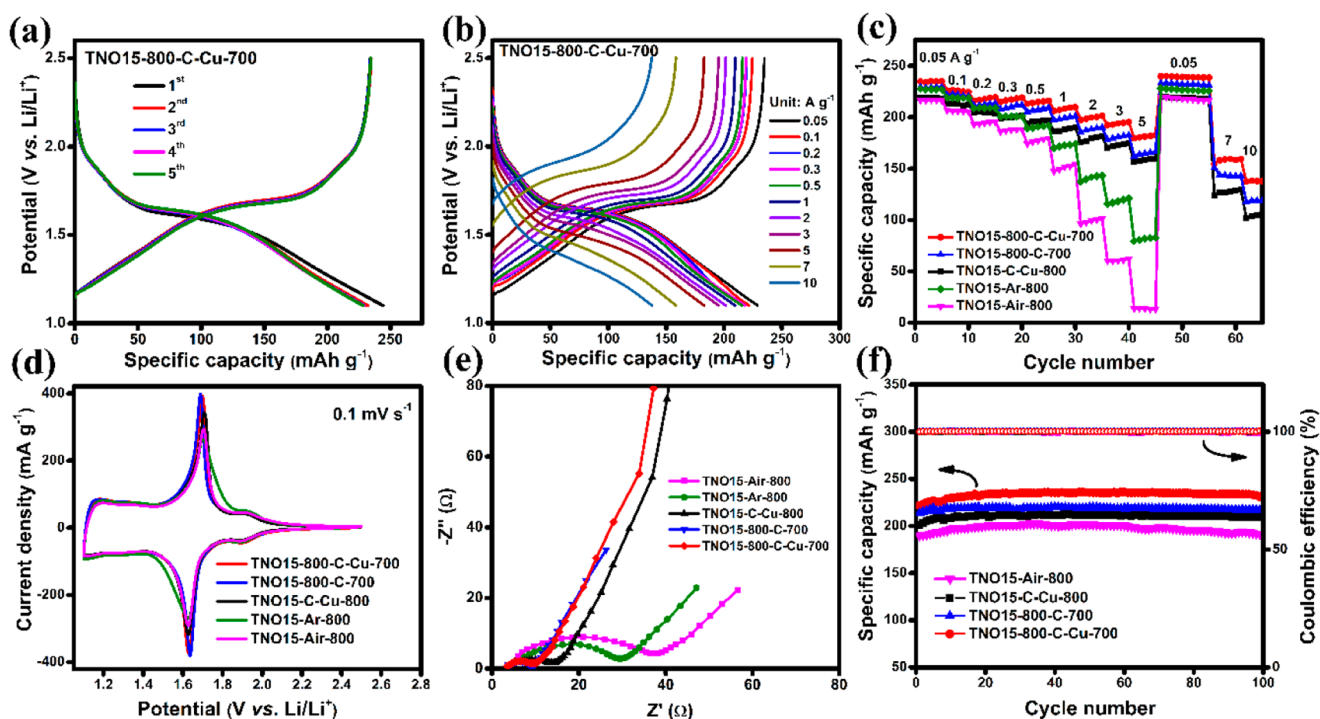 (a)
TNO15-800-C-Cu-700
1st
2nd
3rd
4th
5th
2.5
2.0
1.5
1.0
0 50 100 150 200 250
Potential (V vs. Li/Li+)
Specific capacity (mAh g-1)
(b)
TNO15-800-C-Cu-700
Unit: A g-1
0.05
0.1
0.2
0.3
0.5
1
2
3
5
7
10
2.5
2.0
1.5
1.0
0 50 100 150 200 250 300
Potential (V vs. Li/Li+)
Specific capacity (mAh g-1)
(c)
0.05 A g-1
0.1
0.2
0.3
0.5
1
2
3
5
0.05
7
10
TNO15-800-C-Cu-700
TNO15-800-C-700
TNO15-C-Cu-800
TNO15-Ar-800
TNO15-Air-800
250
200
150
100
50
0
0 10 20 30 40 50 60
Specific capacity (mAh g-1)
Cycle number
(d)
0.1 mV s-1
TNO15-800-C-Cu-700
TNO15-800-C-700
TNO15-C-Cu-800
TNO15-Ar-800
TNO15-Air-800
400
200
0
-200
-400
1.2 1.6 2.0 2.4 2.8
Current density (mA g-1)
Potential (V vs. Li/Li+)
(e)
TNO15-Air-800
TNO15-Ar-800
TNO15-C-Cu-800
TNO15-800-C-700
TNO15-800-C-Cu-700
80
60
40
20
0
0 20 40 60 80
-Z'' (Ω)
Z' (Ω)
(f)
TNO15-Air-800
TNO15-C-Cu-800
TNO15-800-C-700
TNO15-800-C-Cu-700
350
300
250
200
150
100
50
0 20 40 60 80 100
100
50
0
Specific capacity (mAh g-1)
Coulombic efficiency (%)
Cycle number